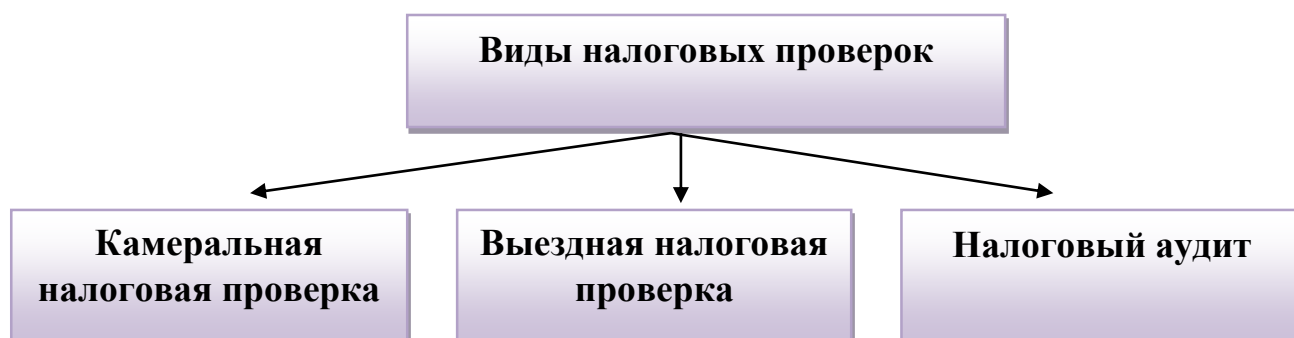 Виды налоговых проверок
Камеральная
налоговая проверка
Выездная налоговая
проверка
Налоговый аудит